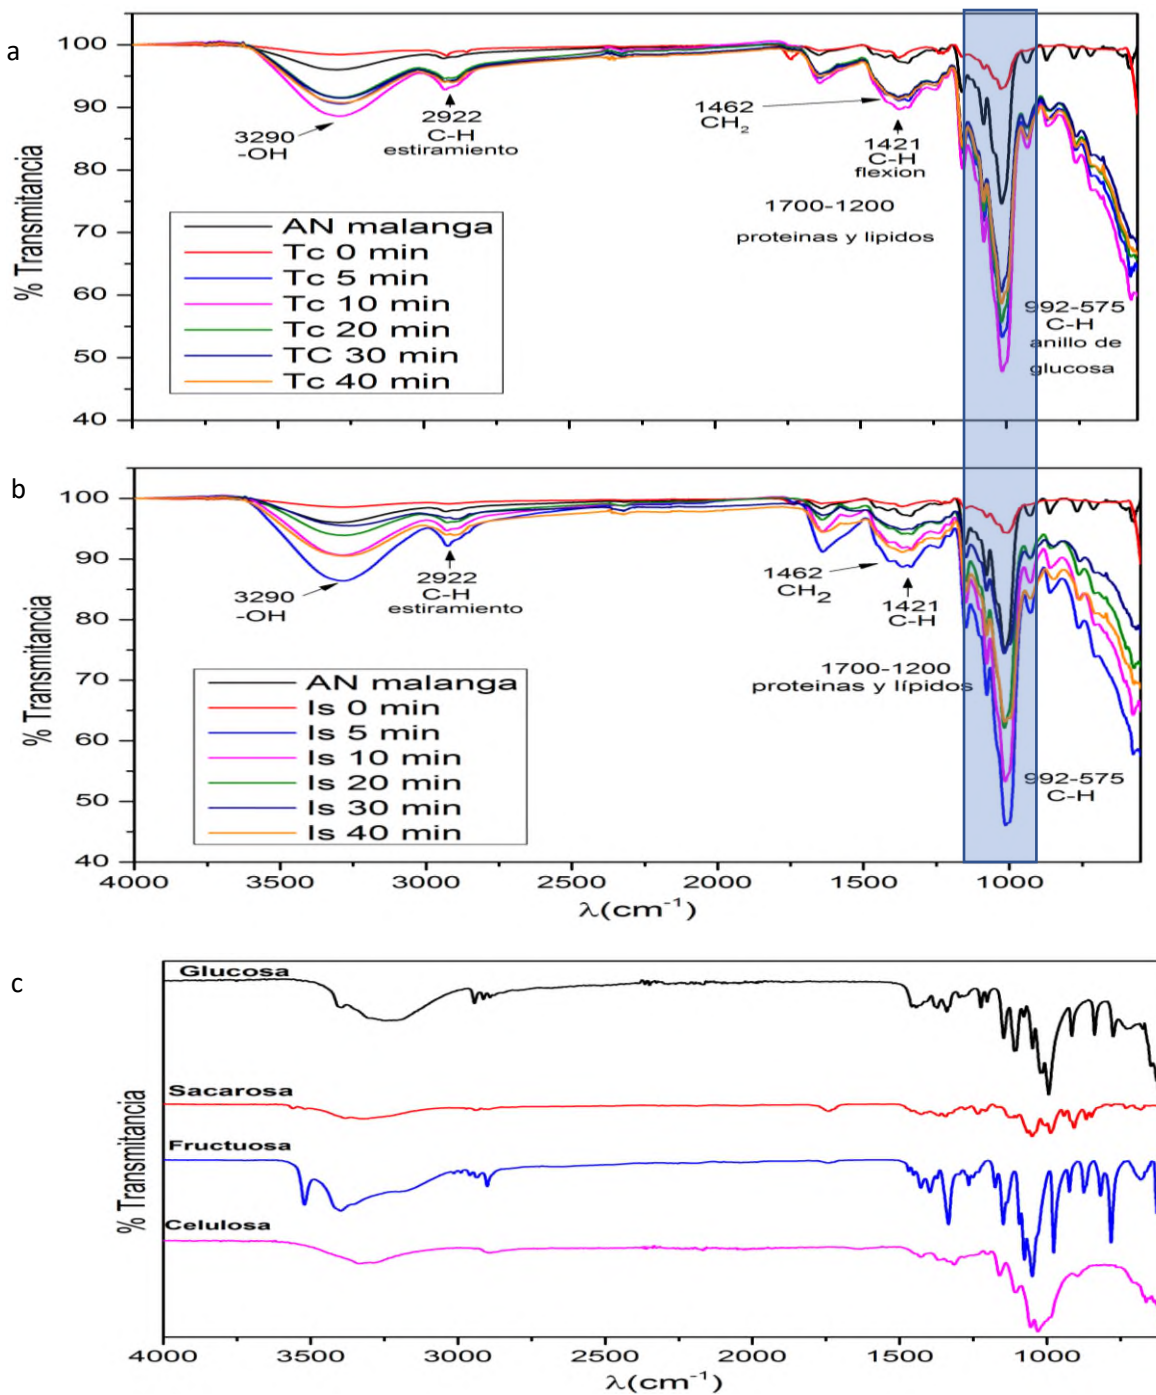 a
% Transmitancia
100
90
80
70
60
50
40
3290
-OH
2922
C-H
estiramiento
1462
CH2
1421
C-H
flexion
1700-1200
proteinas y lipidos
992-575
C-H
anillo de
glucosa
AN malanga
Tc 0 min
Tc 5 min
Tc 10 min
Tc 20 min
TC 30 min
Tc 40 min
b
% Transmitancia
100
90
80
70
60
50
40
3290
-OH
2922
C-H
estiramiento
1462
CH2
1421
C-H
1700-1200
proteinas y lípidos
992-575
C-H
AN malanga
Is 0 min
Is 5 min
Is 10 min
Is 20 min
Is 30 min
Is 40 min
4000 3500 3000 2500 2000 1500 1000
λ(cm⁻¹)
c
% Transmitancia
Glucosa
Sacarosa
Fructuosa
Celulosa
4000 3500 3000 2500 2000 1500 1000
λ(cm⁻¹)